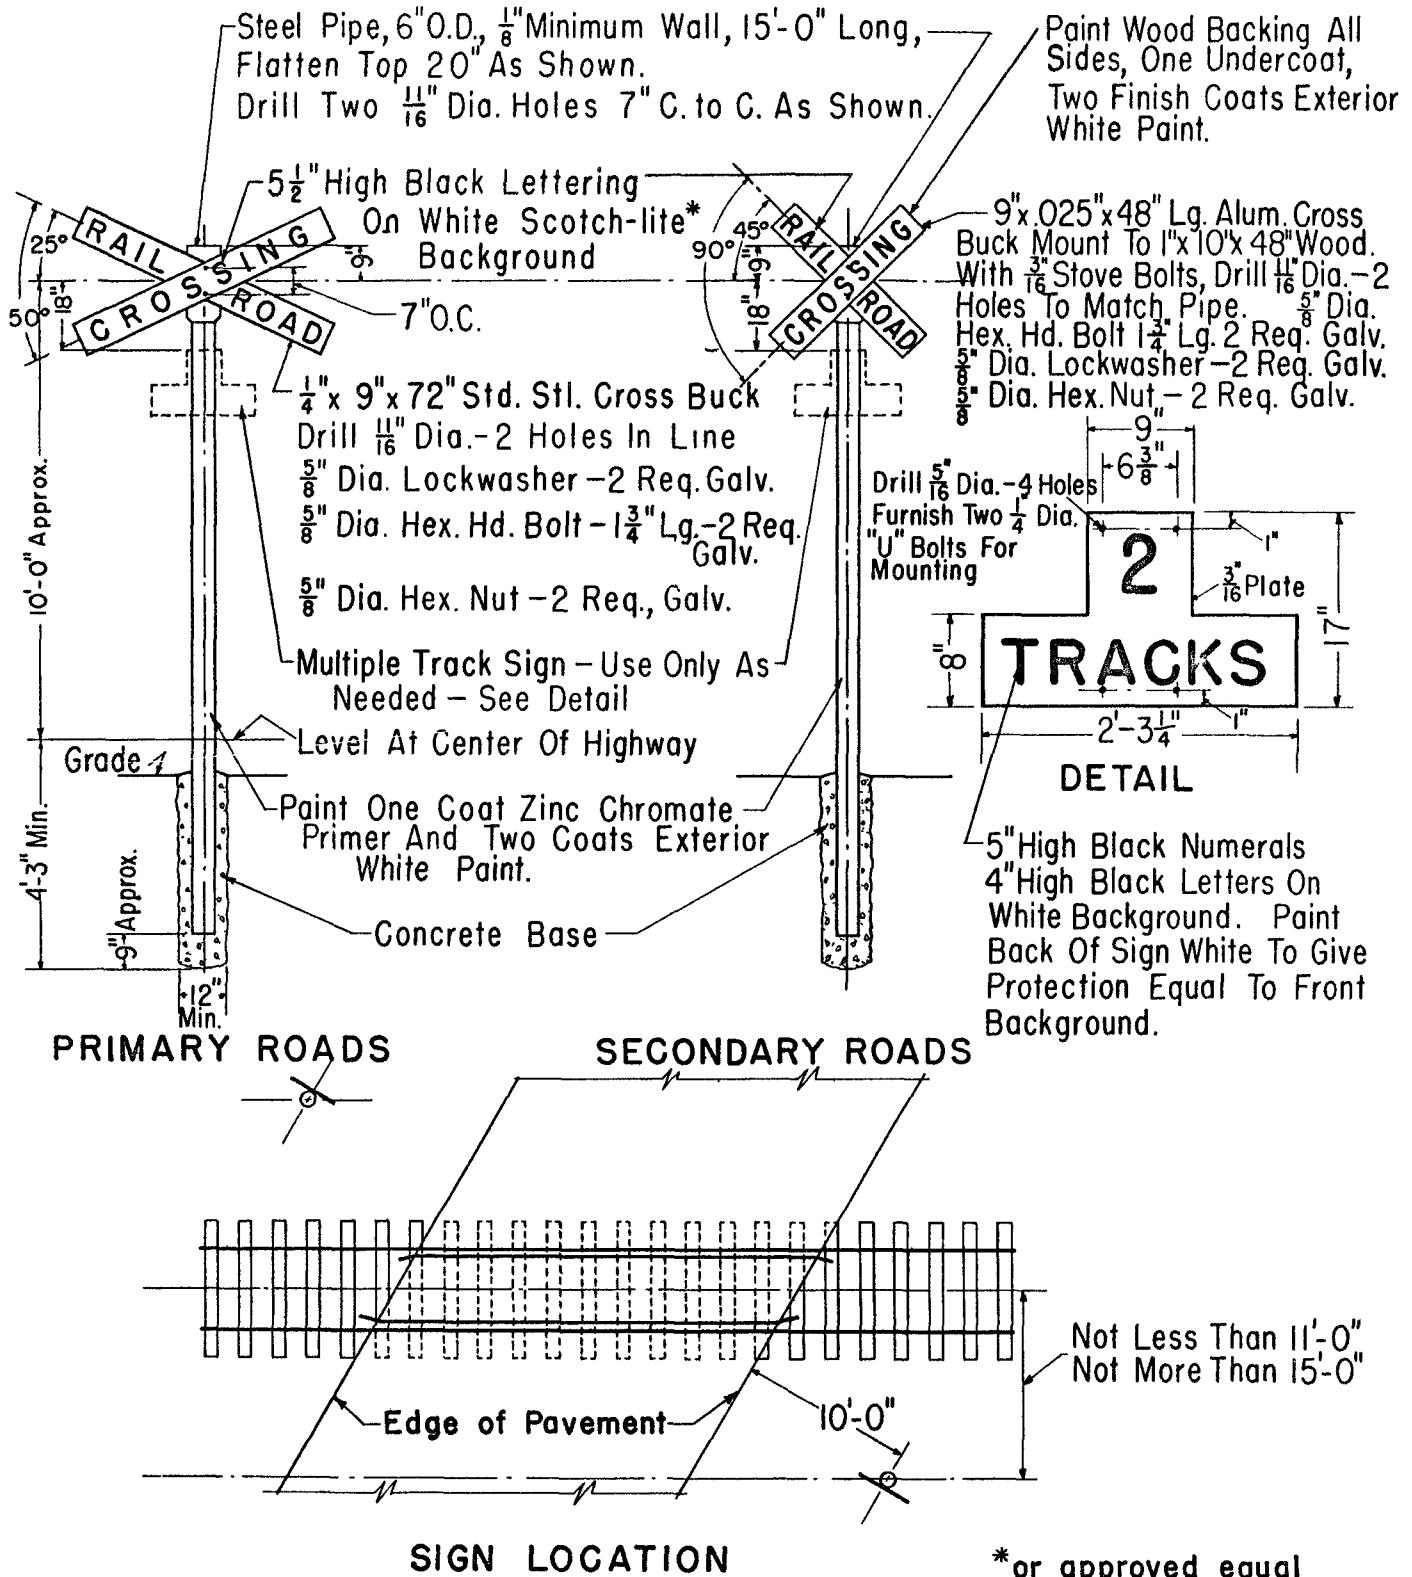 Steel Pipe, 6" O.D., 1/8" Minimum Wall, 15'-0" Long,
Flatten Top 20" As Shown.
Drill Two 11/16" Dia. Holes 7" C. to C. As Shown.
Paint Wood Backing All
Sides, One Undercoat,
Two Finish Coats Exterior
White Paint.
5 1/2" High Black Lettering
On White Scotch-lite*
Background
25°
50°
RAIL
ROAD
CROSSING
18"
9"
7" O.C.
90°
45°
9"
18"
RAIL
ROAD
CROSSING
9"x.025"x48" Lg. Alum. Cross
Buck Mount To 1"x10"x48" Wood.
With 3/16" Stove Bolts, Drill 11/16" Dia.-2
Holes To Match Pipe. 5/8" Dia.
Hex. Hd. Bolt 1 3/4" Lg. 2 Req. Galv.
5/8" Dia. Lockwasher-2 Req. Galv.
5/8" Dia. Hex. Nut-2 Req. Galv.
1/4" x 9" x 72" Std. Stl. Cross Buck
Drill 11/16" Dia.-2 Holes In Line
5/8" Dia. Lockwasher-2 Req. Galv.
5/8" Dia. Hex. Hd. Bolt-1 3/4" Lg.-2 Req.
Galv.
5/8" Dia. Hex. Nut-2 Req., Galv.
Multiple Track Sign-Use Only As
Needed-See Detail
Level At Center Of Highway
Grade
Paint One Coat Zinc Chromate
Primer And Two Coats Exterior
White Paint.
Concrete Base
10'-0" Approx.
4'-3" Min.
9" Approx.
12"
Min.
9"
6 3/8"
Drill 5/16" Dia.-4 Holes
Furnish Two 1/4" Dia.
"U" Bolts For
Mounting
1"
2
3/16" Plate
17"
8"
TRACKS
1"
2'-3 1/4"
DETAIL
5" High Black Numerals
4" High Black Letters On
White Background. Paint
Back Of Sign White To Give
Protection Equal To Front
Background.
PRIMARY ROADS
SECONDARY ROADS
Not Less Than 11'-0"
Not More Than 15'-0"
Edge of Pavement
10'-0"
SIGN LOCATION
*or approved equal